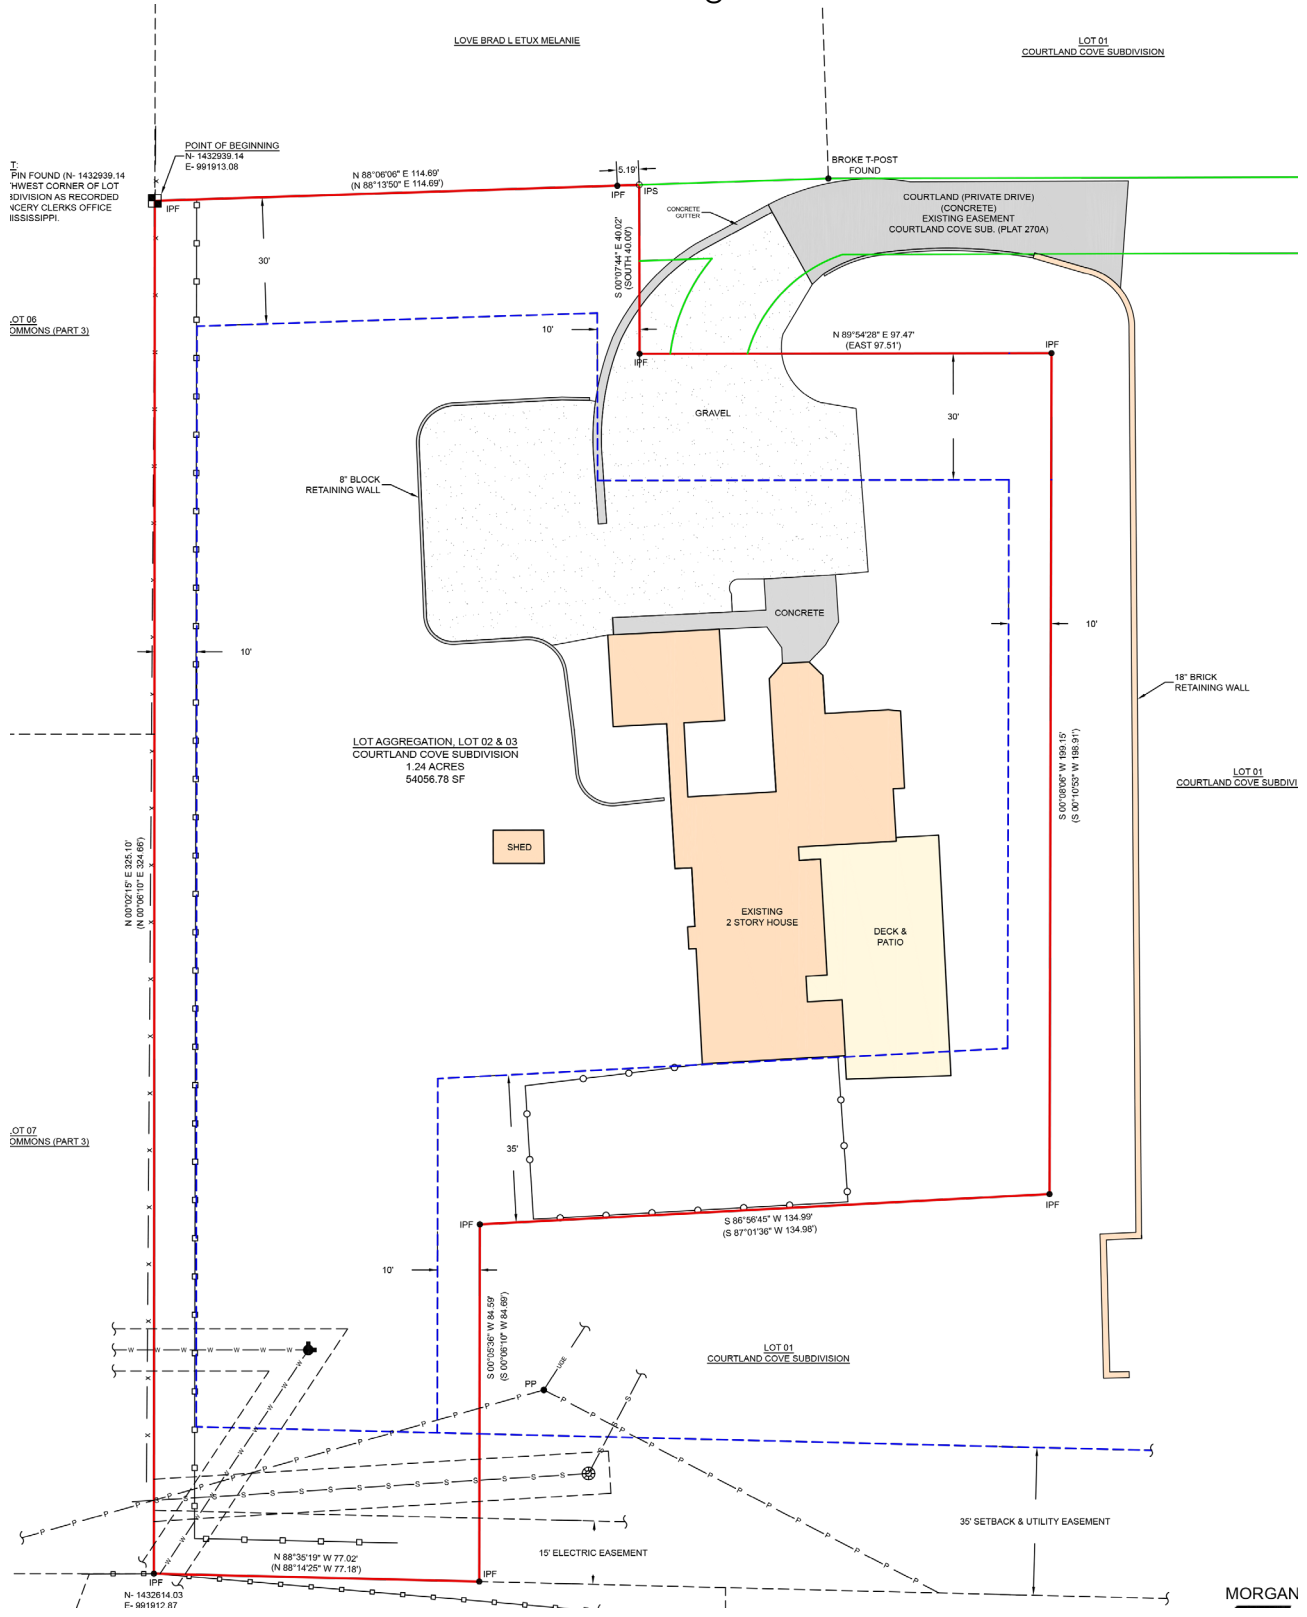 LOVE BRAD L ETUX MELANIE
LOT 01
COURTLAND COVE SUBDIVISION
POINT OF BEGINNING
N- 1432939.14
E- 991913.08
T:
PIN FOUND (N- 1432939.14
HWEST CORNER OF LOT
BDIVISION AS RECORDED
NCERY CLERKS OFFICE
MISSISSIPPI.
IPF
N 88°06'06" E 114.69'
(N 88°13'50" E 114.69')
5.19'
IPF
IPS
BROKE T-POST
FOUND
CONCRETE
GUTTER
COURTLAND (PRIVATE DRIVE)
(CONCRETE)
EXISTING EASEMENT
COURTLAND COVE SUB. (PLAT 270A)
S 00°07'44" E 40.02'
(SOUTH 40.00')
30'
10'
LOT 06
OMMONS (PART 3)
N 89°54'28" E 97.47'
(EAST 97.51')
IPF
IPF
GRAVEL
30'
8" BLOCK
RETAINING WALL
CONCRETE
10'
10'
18" BRICK
RETAINING WALL
LOT AGGREGATION, LOT 02 & 03
COURTLAND COVE SUBDIVISION
1.24 ACRES
54056.78 SF
S 00°08'06" W 199.15'
(S 00°10'53" W 198.91')
LOT 01
COURTLAND COVE SUBDIVI
SHED
N 00°02'15" E 325.10'
(N 00°06'10" E 324.66')
EXISTING
2 STORY HOUSE
DECK &
PATIO
LOT 07
OMMONS (PART 3)
35'
IPF
S 86°56'45" W 134.99'
(S 87°01'36" W 134.98')
IPF
10'
S 00°05'36" W 84.59'
(S 00°06'10" W 84.69')
LOT 01
COURTLAND COVE SUBDIVISION
W W W W W W
UGE
PP
P P P P P P
S S S S S S
35' SETBACK & UTILITY EASEMENT
15' ELECTRIC EASEMENT
N 88°35'19" W 77.02'
(N 88°14'25" W 77.18')
IPF
IPF
N- 1432614.03
E- 991912.87
MORGAN